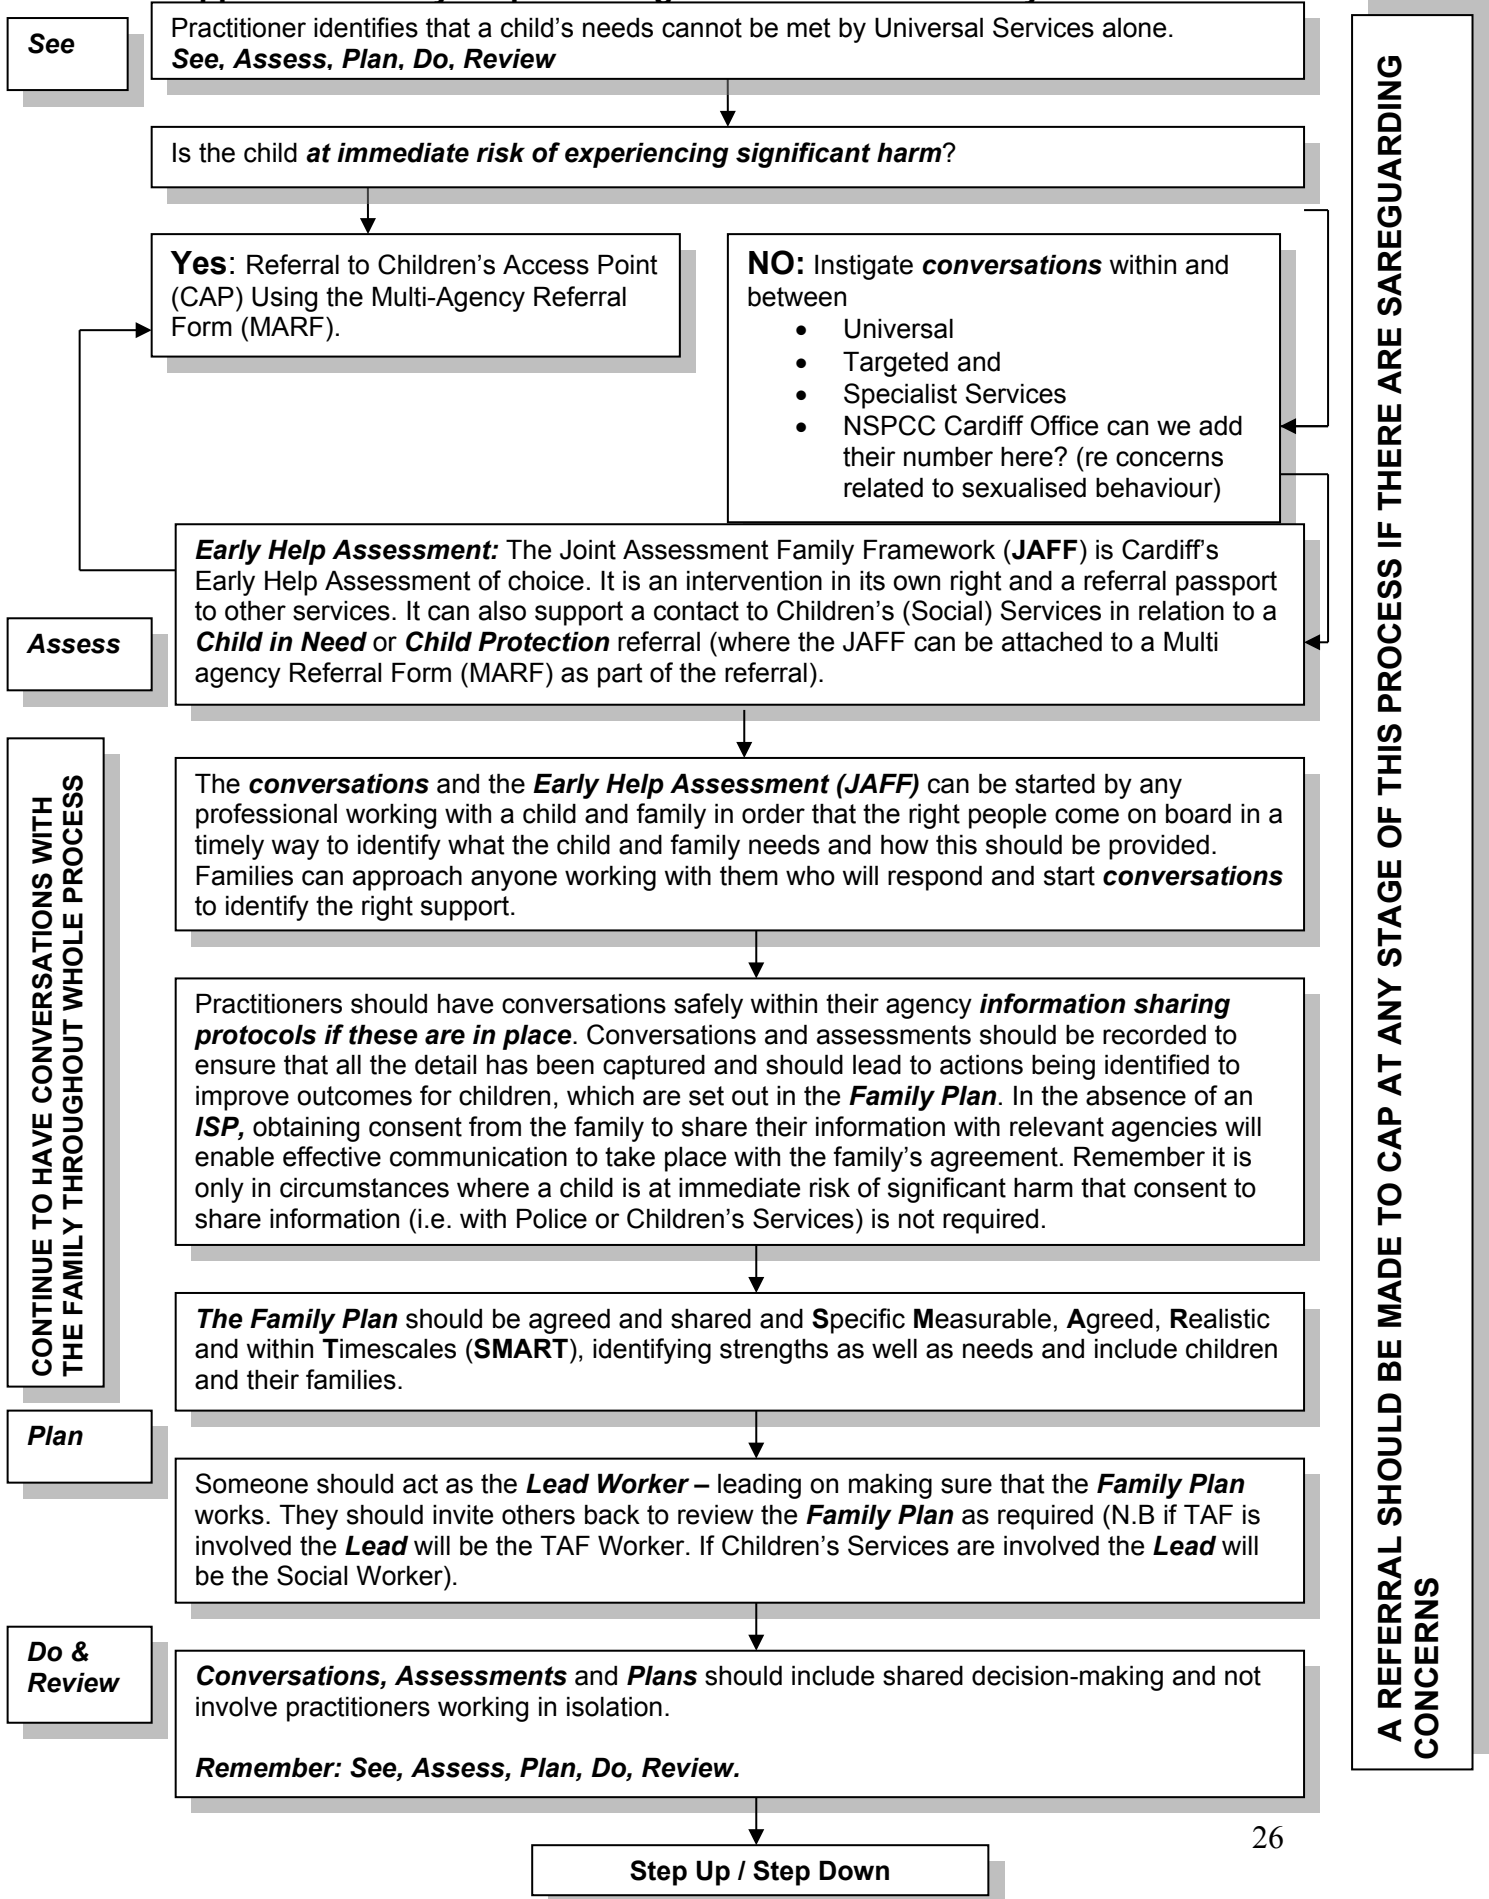 See
Practitioner identifies that a child's needs cannot be met by Universal Services alone.
See, Assess, Plan, Do, Review
Is the child at immediate risk of experiencing significant harm?
Yes: Referral to Children's Access Point
(CAP) Using the Multi-Agency Referral
Form (MARF).
NO: Instigate conversations within and
between
• Universal
• Targeted and
• Specialist Services
• NSPCC Cardiff Office can we add
their number here? (re concerns
related to sexualised behaviour)
Early Help Assessment: The Joint Assessment Family Framework (JAFF) is Cardiff's
Early Help Assessment of choice. It is an intervention in its own right and a referral passport
to other services. It can also support a contact to Children's (Social) Services in relation to a
Child in Need or Child Protection referral (where the JAFF can be attached to a Multi
agency Referral Form (MARF) as part of the referral).
Assess
The conversations and the Early Help Assessment (JAFF) can be started by any
professional working with a child and family in order that the right people come on board in a
timely way to identify what the child and family needs and how this should be provided.
Families can approach anyone working with them who will respond and start conversations
to identify the right support.
CONTINUE TO HAVE CONVERSATIONS WITH
THE FAMILY THROUGHOUT WHOLE PROCESS
Practitioners should have conversations safely within their agency information sharing
protocols if these are in place. Conversations and assessments should be recorded to
ensure that all the detail has been captured and should lead to actions being identified to
improve outcomes for children, which are set out in the Family Plan. In the absence of an
ISP, obtaining consent from the family to share their information with relevant agencies will
enable effective communication to take place with the family's agreement. Remember it is
only in circumstances where a child is at immediate risk of significant harm that consent to
share information (i.e. with Police or Children's Services) is not required.
The Family Plan should be agreed and shared and Specific Measurable, Agreed, Realistic
and within Timescales (SMART), identifying strengths as well as needs and include children
and their families.
Plan
Someone should act as the Lead Worker – leading on making sure that the Family Plan
works. They should invite others back to review the Family Plan as required (N.B if TAF is
involved the Lead will be the TAF Worker. If Children's Services are involved the Lead will
be the Social Worker).
Do &
Review
Conversations, Assessments and Plans should include shared decision-making and not
involve practitioners working in isolation.
Remember: See, Assess, Plan, Do, Review.
Step Up / Step Down
A REFERRAL SHOULD BE MADE TO CAP AT ANY STAGE OF THIS PROCESS IF THERE ARE SAREGUARDING
CONCERNS
26